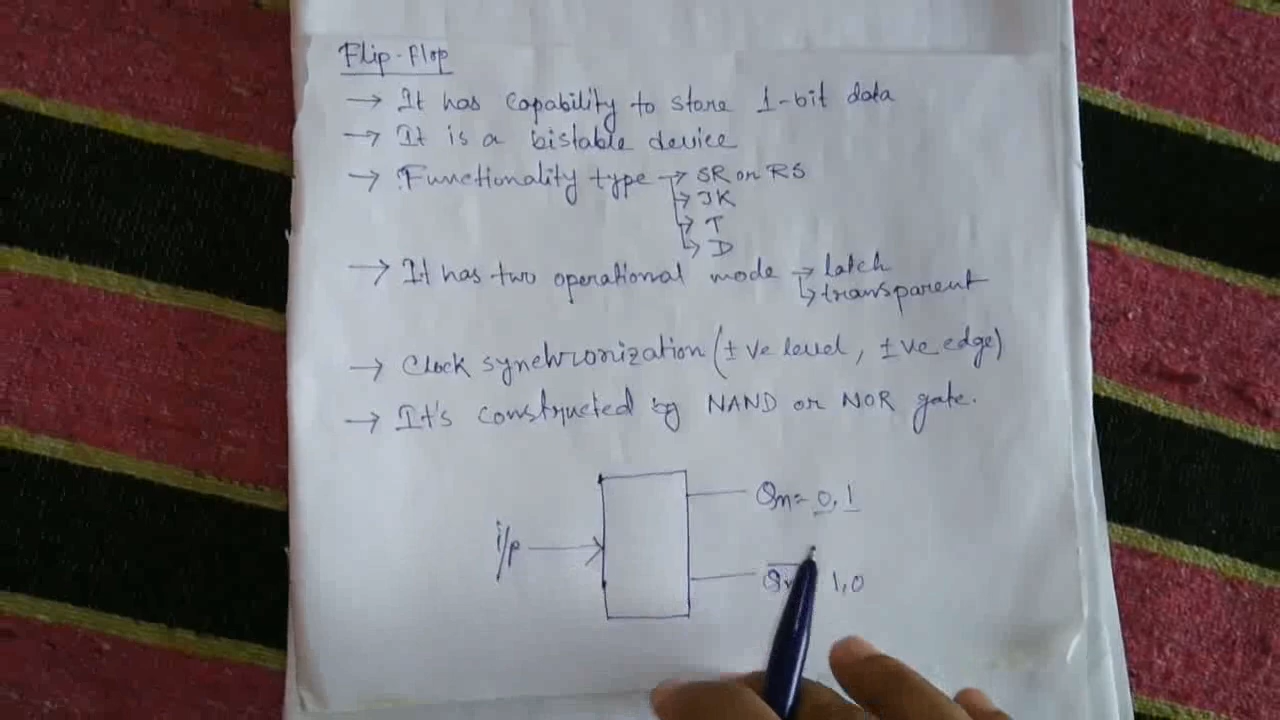 Flip-flop
→ It has capability to store 1-bit data
→ It is a bistable device
→ Functionality type → SR or RS
→ JK
→ T
→ D
→ It has two operational mode → latch
→ transparent
→ Clock synchronization (±ve level, ±ve edge)
→ It's constructed by NAND or NOR gate.
Qn = 0, 1
i/p
1,0